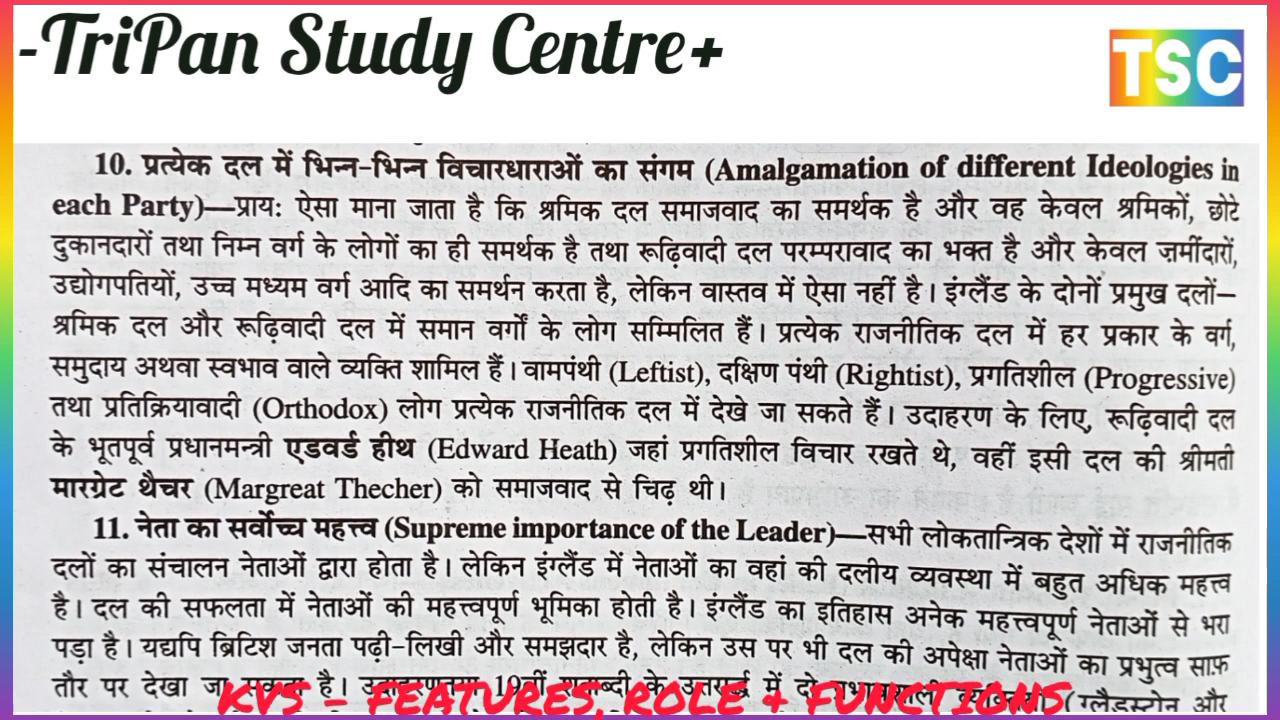 -TriPan Study Centre+
TSC
10. प्रत्येक दल में भिन्न-भिन्न विचारधाराओं का संगम (Amalgamation of different Ideologies in
each Party)—प्राय: ऐसा माना जाता है कि श्रमिक दल समाजवाद का समर्थक है और वह केवल श्रमिकों, छोटे
दुकानदारों तथा निम्न वर्ग के लोगों का ही समर्थक है तथा रूढ़िवादी दल परम्परावाद का भक्त है और केवल ज़मींदारों,
उद्योगपतियों, उच्च मध्यम वर्ग आदि का समर्थन करता है, लेकिन वास्तव में ऐसा नहीं है। इंग्लैंड के दोनों प्रमुख दलों–
श्रमिक दल और रूढ़िवादी दल में समान वर्गों के लोग सम्मिलित हैं। प्रत्येक राजनीतिक दल में हर प्रकार के वर्ग,
समुदाय अथवा स्वभाव वाले व्यक्ति शामिल हैं। वामपंथी (Leftist), दक्षिण पंथी (Rightist), प्रगतिशील (Progressive)
तथा प्रतिक्रियावादी (Orthodox) लोग प्रत्येक राजनीतिक दल में देखे जा सकते हैं। उदाहरण के लिए, रूढ़िवादी दल
के भूतपूर्व प्रधानमन्त्री एडवर्ड हीथ (Edward Heath) जहां प्रगतिशील विचार रखते थे, वहीं इसी दल की श्रीमती
मारग्रेट थैचर (Margreat Thecher) को समाजवाद से चिढ़ थी।
11. नेता का सर्वोच्च महत्त्व (Supreme importance of the Leader)—सभी लोकतान्त्रिक देशों में राजनीतिक
दलों का संचालन नेताओं द्वारा होता है। लेकिन इंग्लैंड में नेताओं का वहां की दलीय व्यवस्था में बहुत अधिक महत्त्व
है। दल की सफलता में नेताओं की महत्त्वपूर्ण भूमिका होती है। इंग्लैंड का इतिहास अनेक महत्त्वपूर्ण नेताओं से भरा
पड़ा है। यद्यपि ब्रिटिश जनता पढ़ी-लिखी और समझदार है, लेकिन उस पर भी दल की अपेक्षा नेताओं का प्रभुत्व साफ़
तौर पर देखा जा है। 19वीं के में दो (ग्लैडस्टोन और
KVS - FEATURES, ROLE + FUNCTIONS